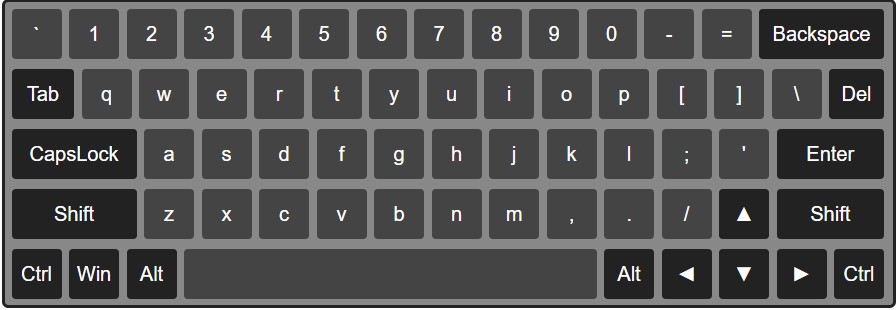 ` 1 2 3 4 5 6 7 8 9 0 - = Backspace
Tab q w e r t y u i o p [ ] \ Del
CapsLock a s d f g h j k l ; ' Enter
Shift z x c v b n m , . / ▲ Shift
Ctrl Win Alt Alt ◄ ▼ ► Ctrl